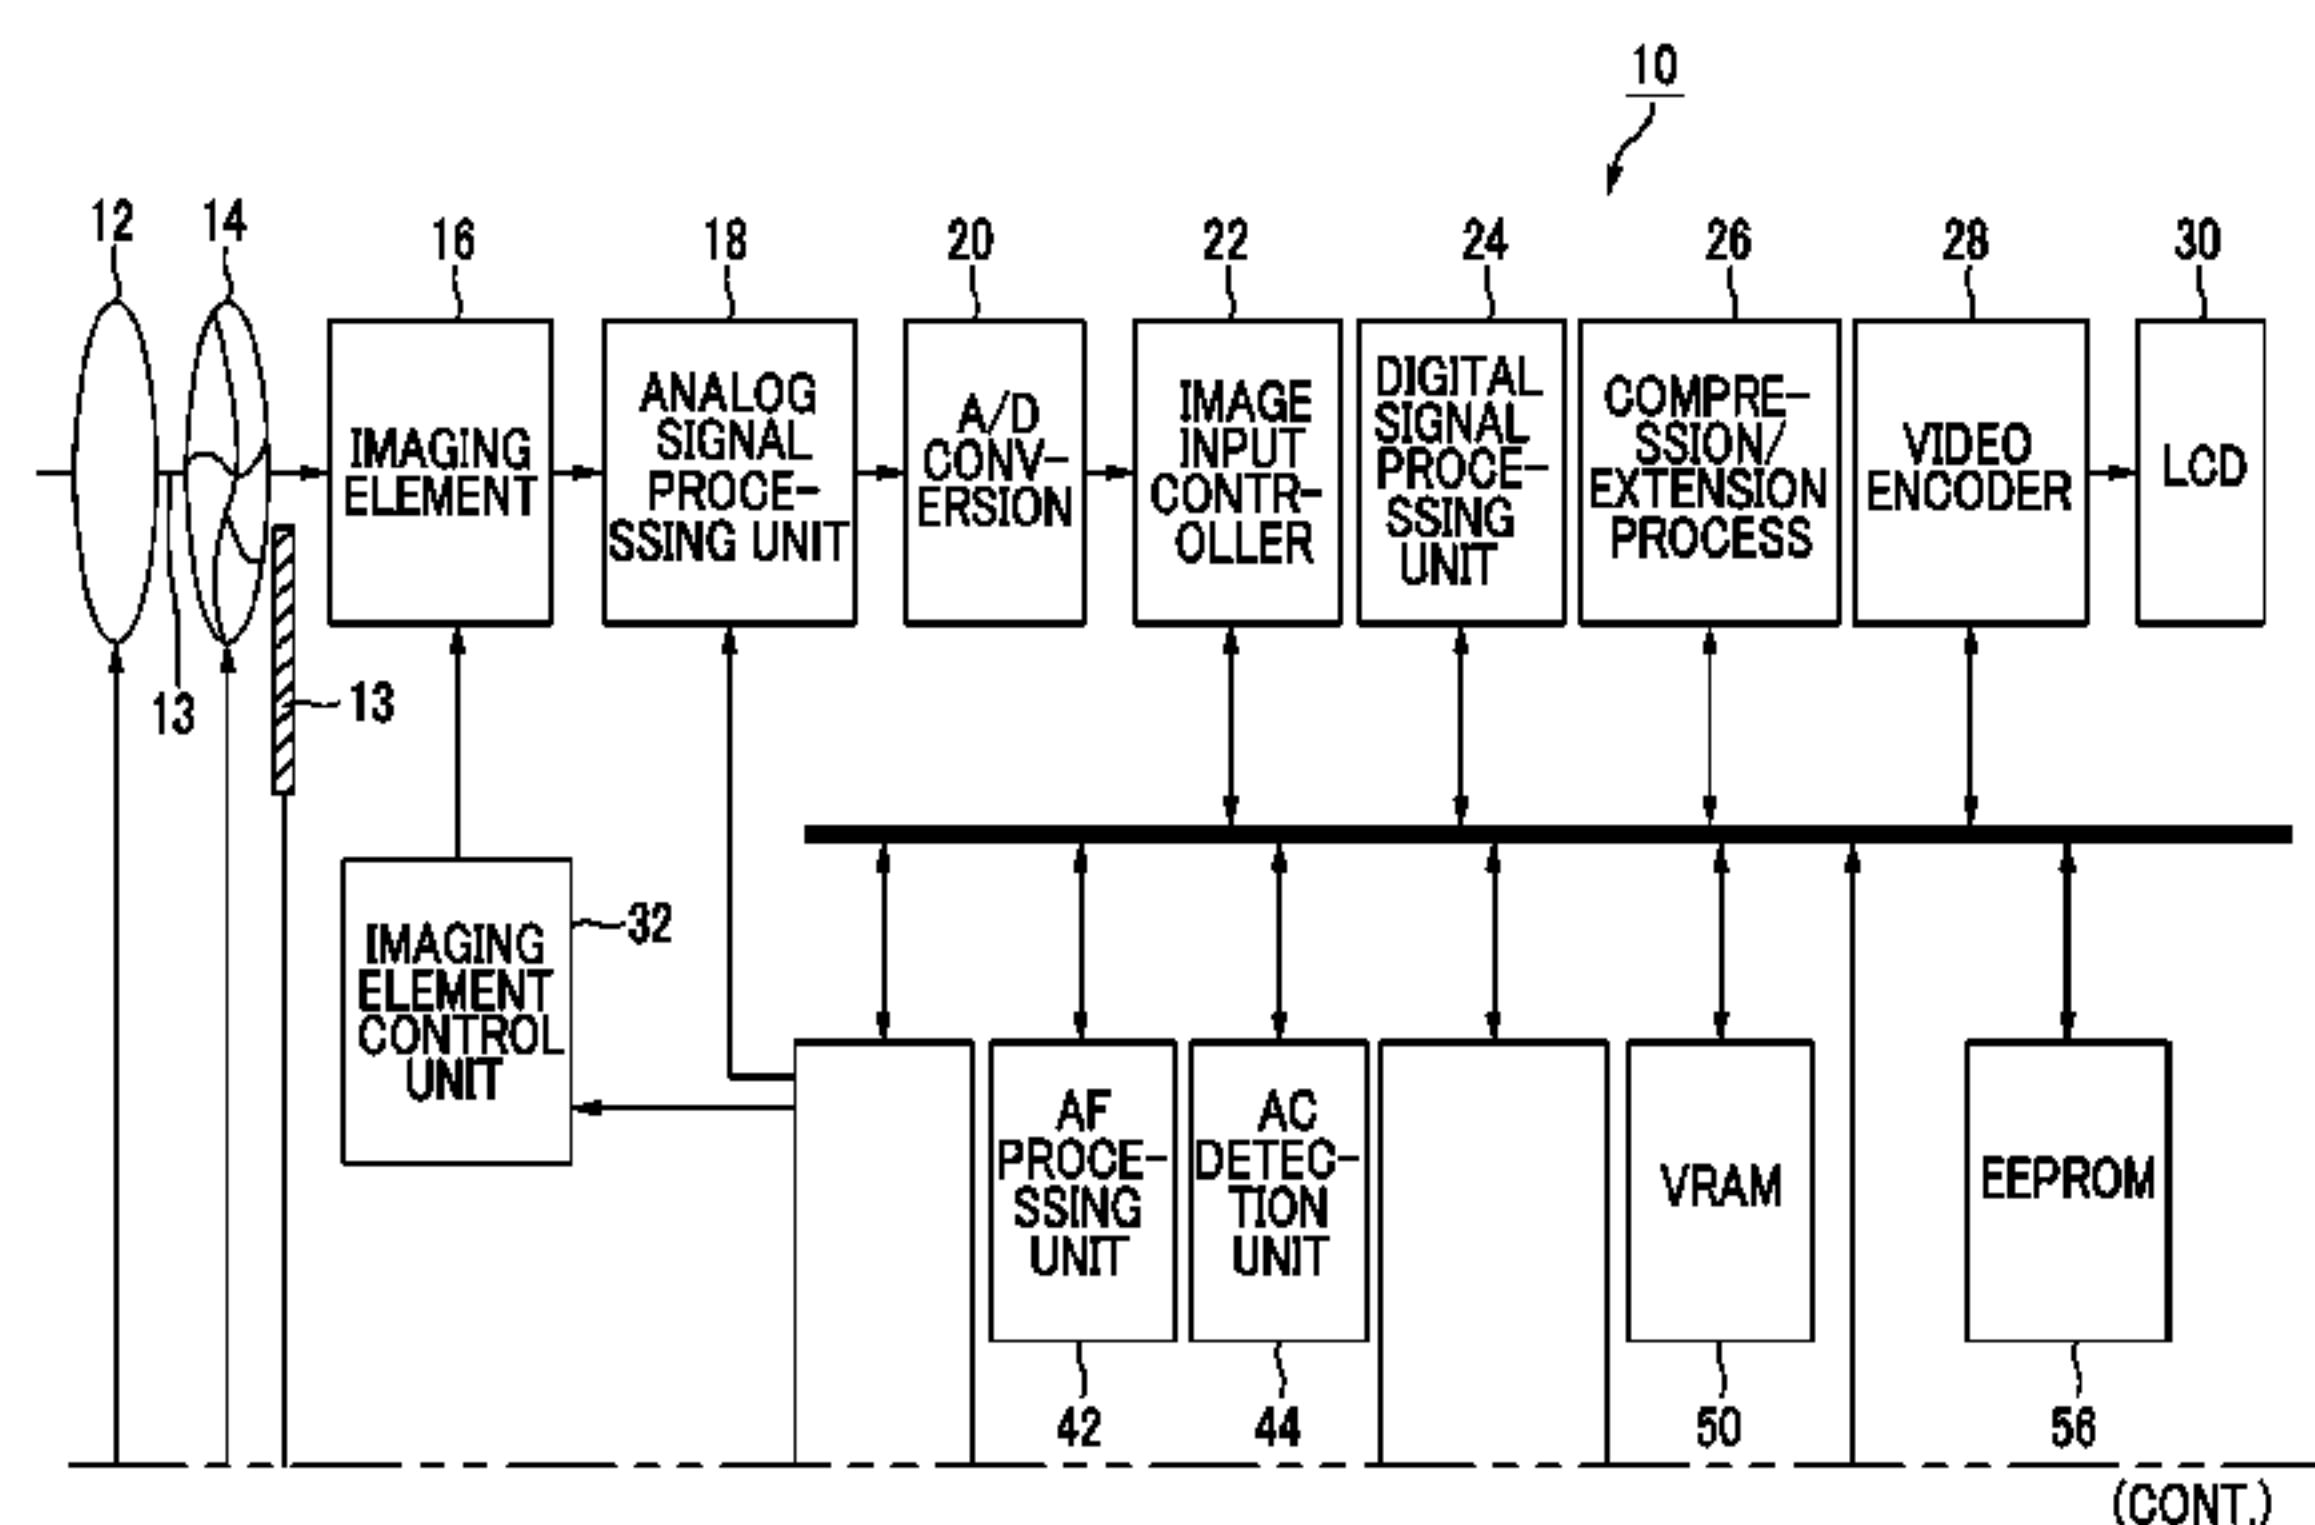 10
12
14
16
18
20
22
24
26
28
30
IMAGING
ELEMENT
ANALOG
SIGNAL
PROCE-
SSING UNIT
A/D
CONV-
ERSION
IMAGE
INPUT
CONTR-
OLLER
DIGITAL
SIGNAL
PROCE-
SSING
UNIT
COMPRE-
SSION/
EXTENSION
PROCESS
VIDEO
ENCODER
LCD
13
13
IMAGING
ELEMENT
CONTROL
UNIT
32
AF
PROCE-
SSING
UNIT
AC
DETEC-
TION
UNIT
VRAM
EEPROM
42
44
50
56
(CONT.)